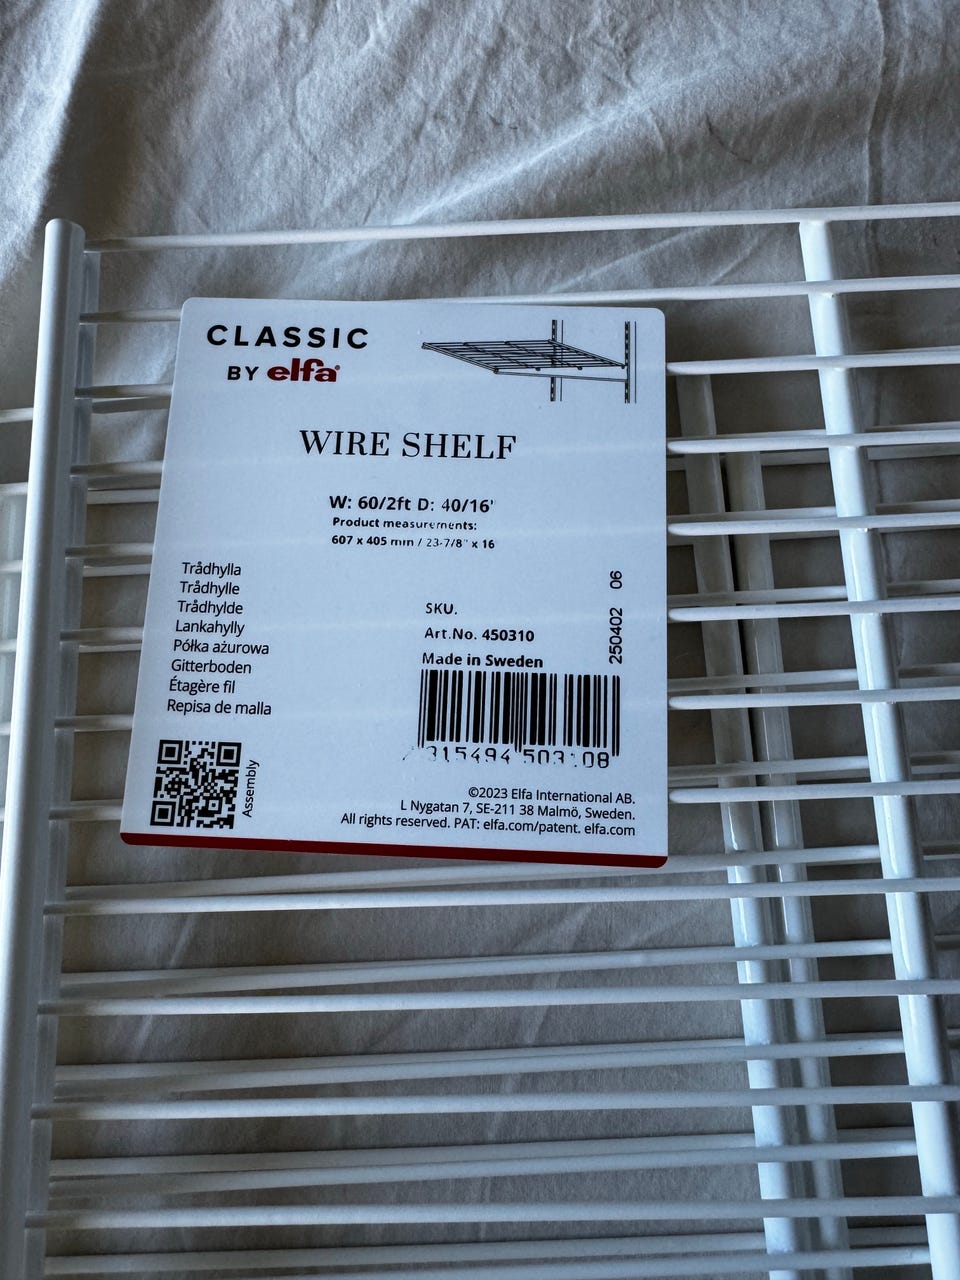 CLASSIC
BY elfa®
WIRE SHELF
W: 60/2ft D: 40/16"
Product measurements:
607 x 405 mm / 23-7/8" x 16
Trådhylla
Trådhylle
Trådhylde
Lankahylly
Półka ażurowa
Gitterboden
Étagère fil
Repisa de malla
SKU.
Art.No. 450310
Made in Sweden
250402 06
315494 503108
Assembly
©2023 Elfa International AB.
L Nygatan 7, SE-211 38 Malmö, Sweden.
All rights reserved. PAT: elfa.com/patent. elfa.com